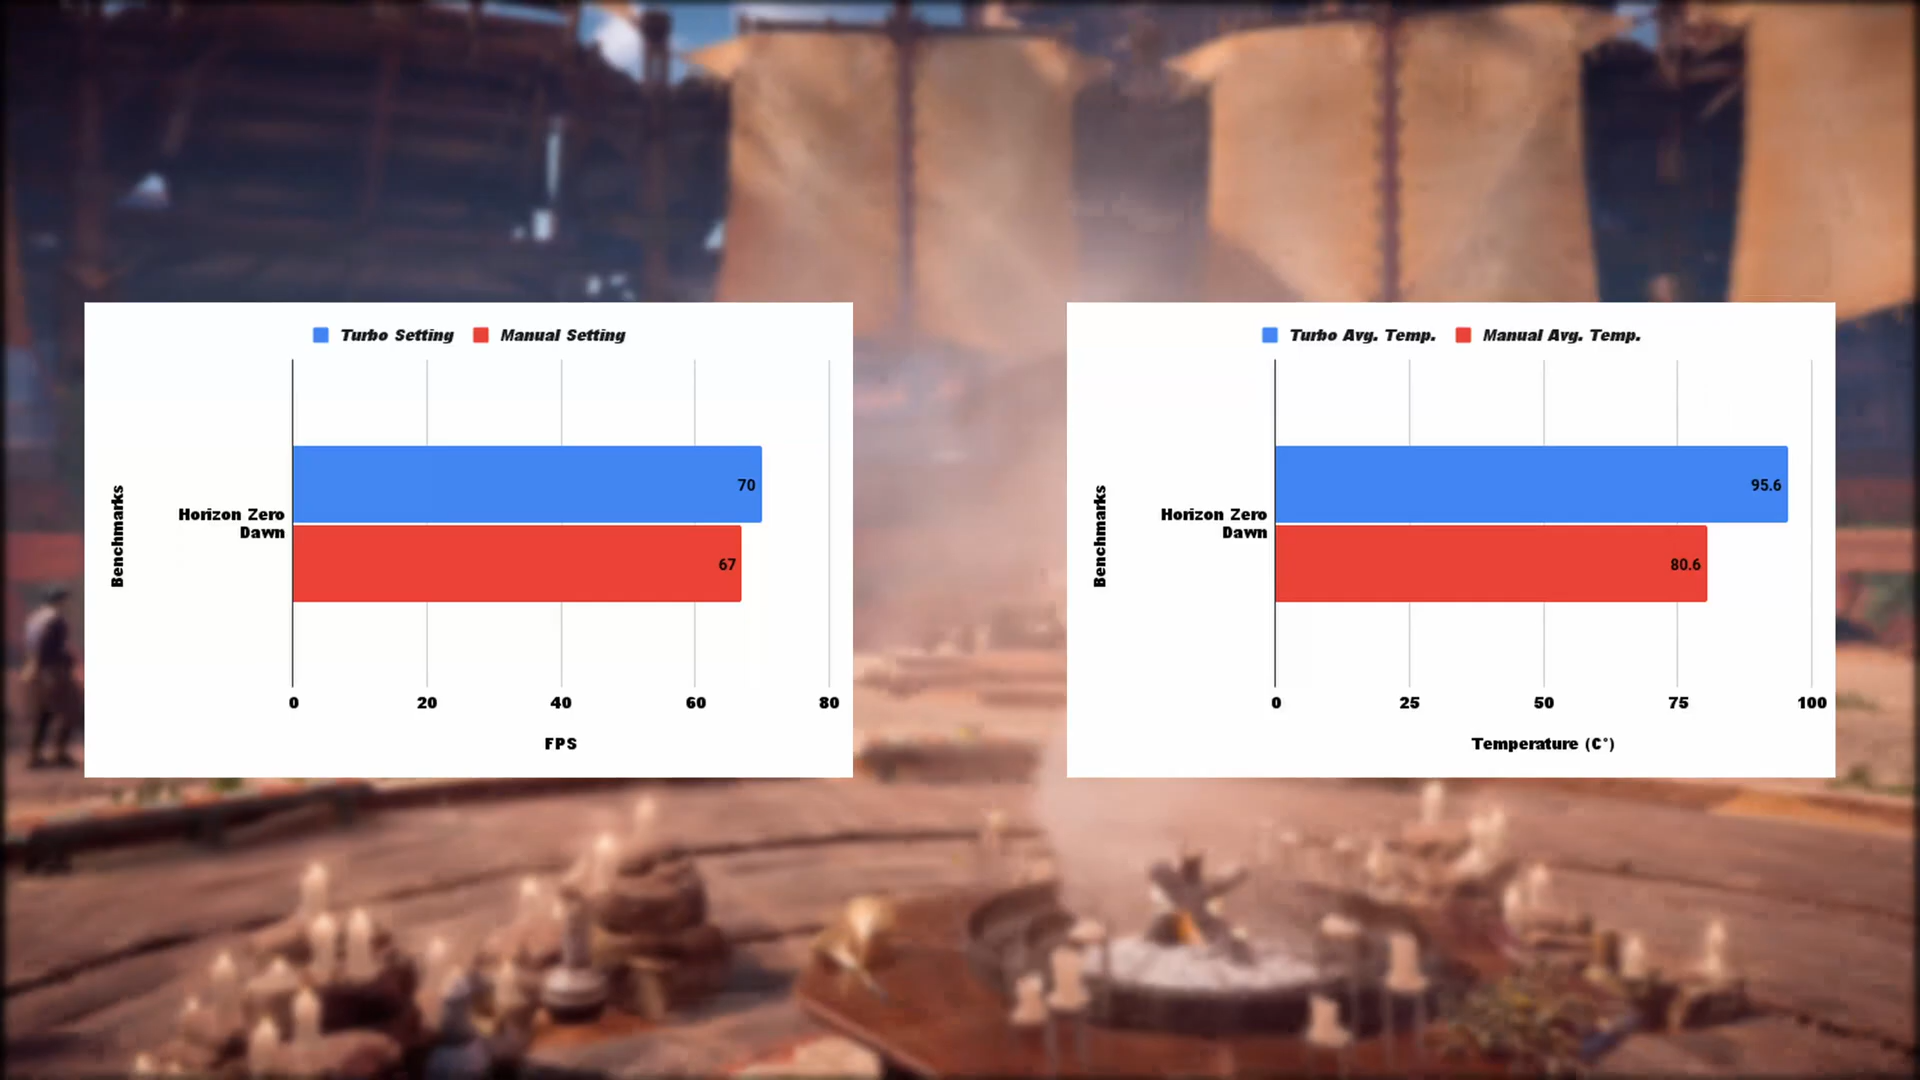 Turbo Setting Manual Setting
Benchmarks
Horizon Zero
Dawn
70
67
0 20 40 60 80
FPS
Turbo Avg. Temp. Manual Avg. Temp.
Benchmarks
Horizon Zero
Dawn
95.6
80.6
0 25 50 75 100
Temperature (C°)